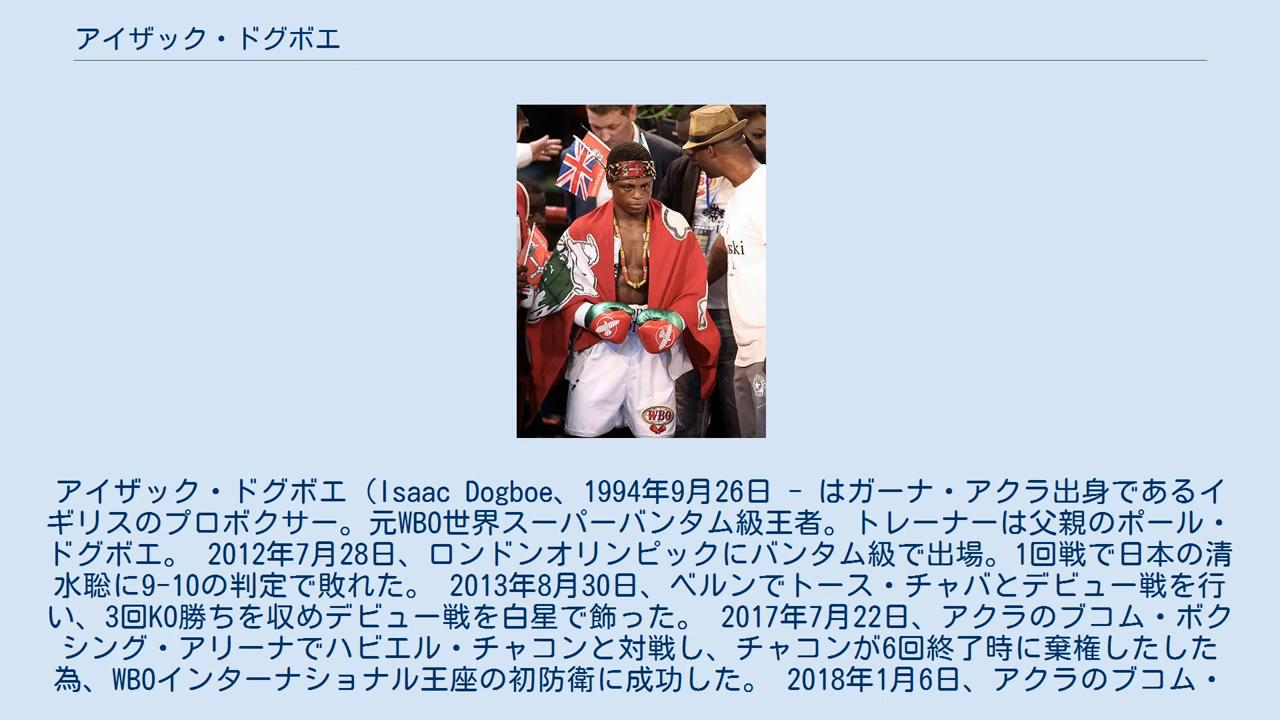 アイザック・ドグボエ
WBO
アイザック・ドグボエ（Isaac Dogboe、1994年9月26日 - はガーナ・アクラ出身であるイ
ギリスのプロボクサー。元WBO世界スーパーバンタム級王者。トレーナーは父親のポール・
ドグボエ。 2012年7月28日、ロンドンオリンピックにバンタム級で出場。1回戦で日本の清
水聡に9-10の判定で敗れた。 2013年8月30日、ベルンでトース・チャバとデビュー戦を行
い、3回KO勝ちを収めデビュー戦を白星で飾った。 2017年7月22日、アクラのブコム・ボク
シング・アリーナでハビエル・チャコンと対戦し、チャコンが6回終了時に棄権したした
為、WBOインターナショナル王座の初防衛に成功した。 2018年1月6日、アクラのブコム・